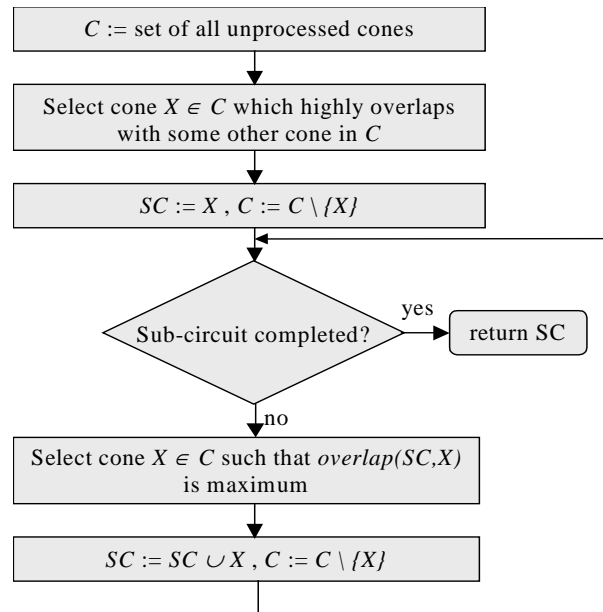 C := set of all unprocessed cones
Select cone X ∈ C which highly overlaps
with some other cone in C
SC := X , C := C \ {X}
Sub-circuit completed?
yes
return SC
no
Select cone X ∈ C such that overlap(SC,X)
is maximum
SC := SC ∪ X , C := C \ {X}